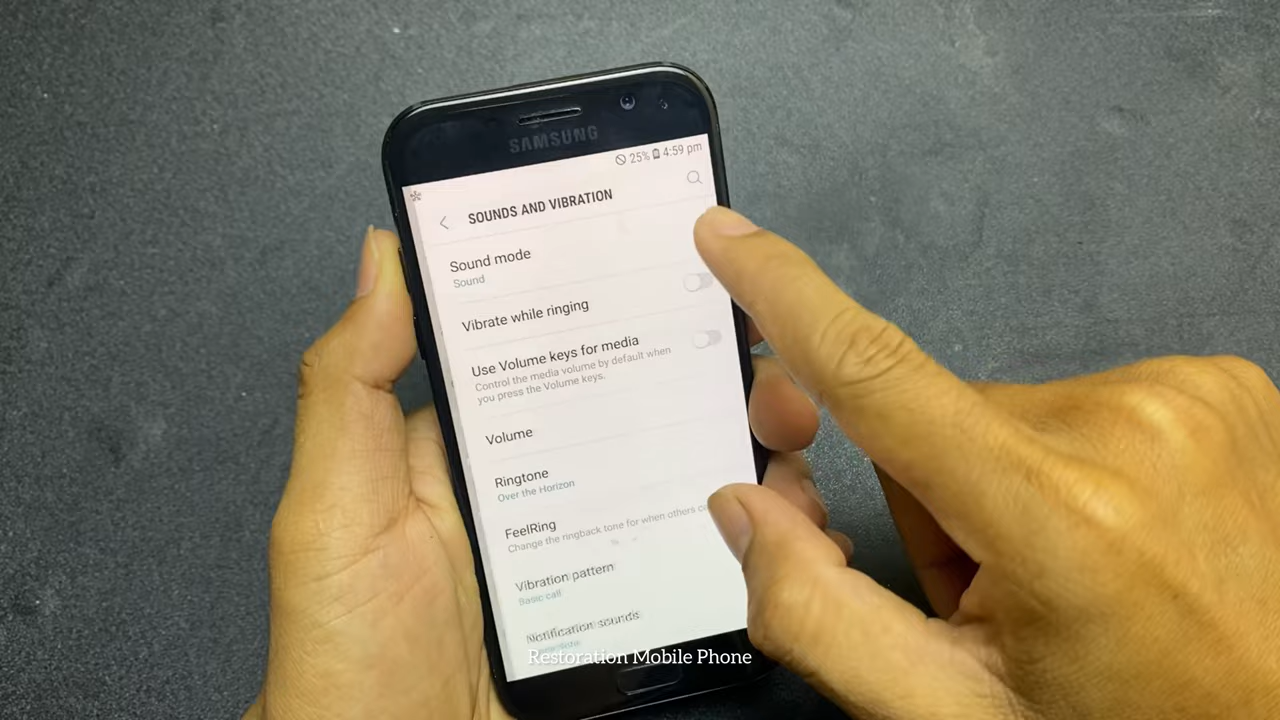 SAMSUNG
25% 4:59 pm
SOUNDS AND VIBRATION
Sound mode
Sound
Vibrate while ringing
Use Volume keys for media
Control the media volume by default when
you press the Volume keys.
Volume
Ringtone
Over the Horizon
FeelRing
Change the ringback tone for when others
Vibration pattern
Basic call
Notification sounds
Restoration Mobile Phone